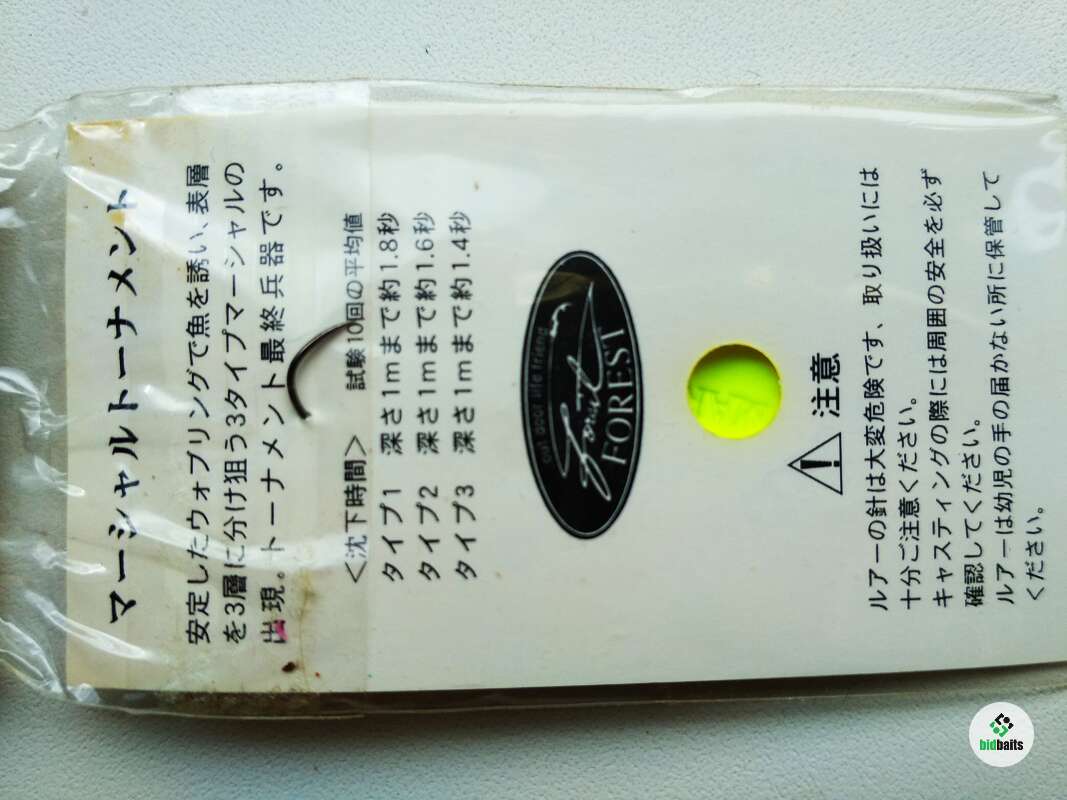 マーシャルトーナメント
安定したウォブリングで魚を誘い、表層
を3層に分け狙う3タイプマーシャルの
出現。トーナメント最終兵器です。
<沈下時間> 試験10回の平均値
タイプ1 深さ1mまで約1.8秒
タイプ2 深さ1mまで約1.6秒
タイプ3 深さ1mまで約1.4秒
out door life friend
Forest
FOREST
注意
ルアーの針は大変危険です、取り扱いには
十分ご注意ください。
キャスティングの際には周囲の安全を必ず
確認してください。
ルアーは幼児の手の届かない所に保管して
ください。
bidbaits